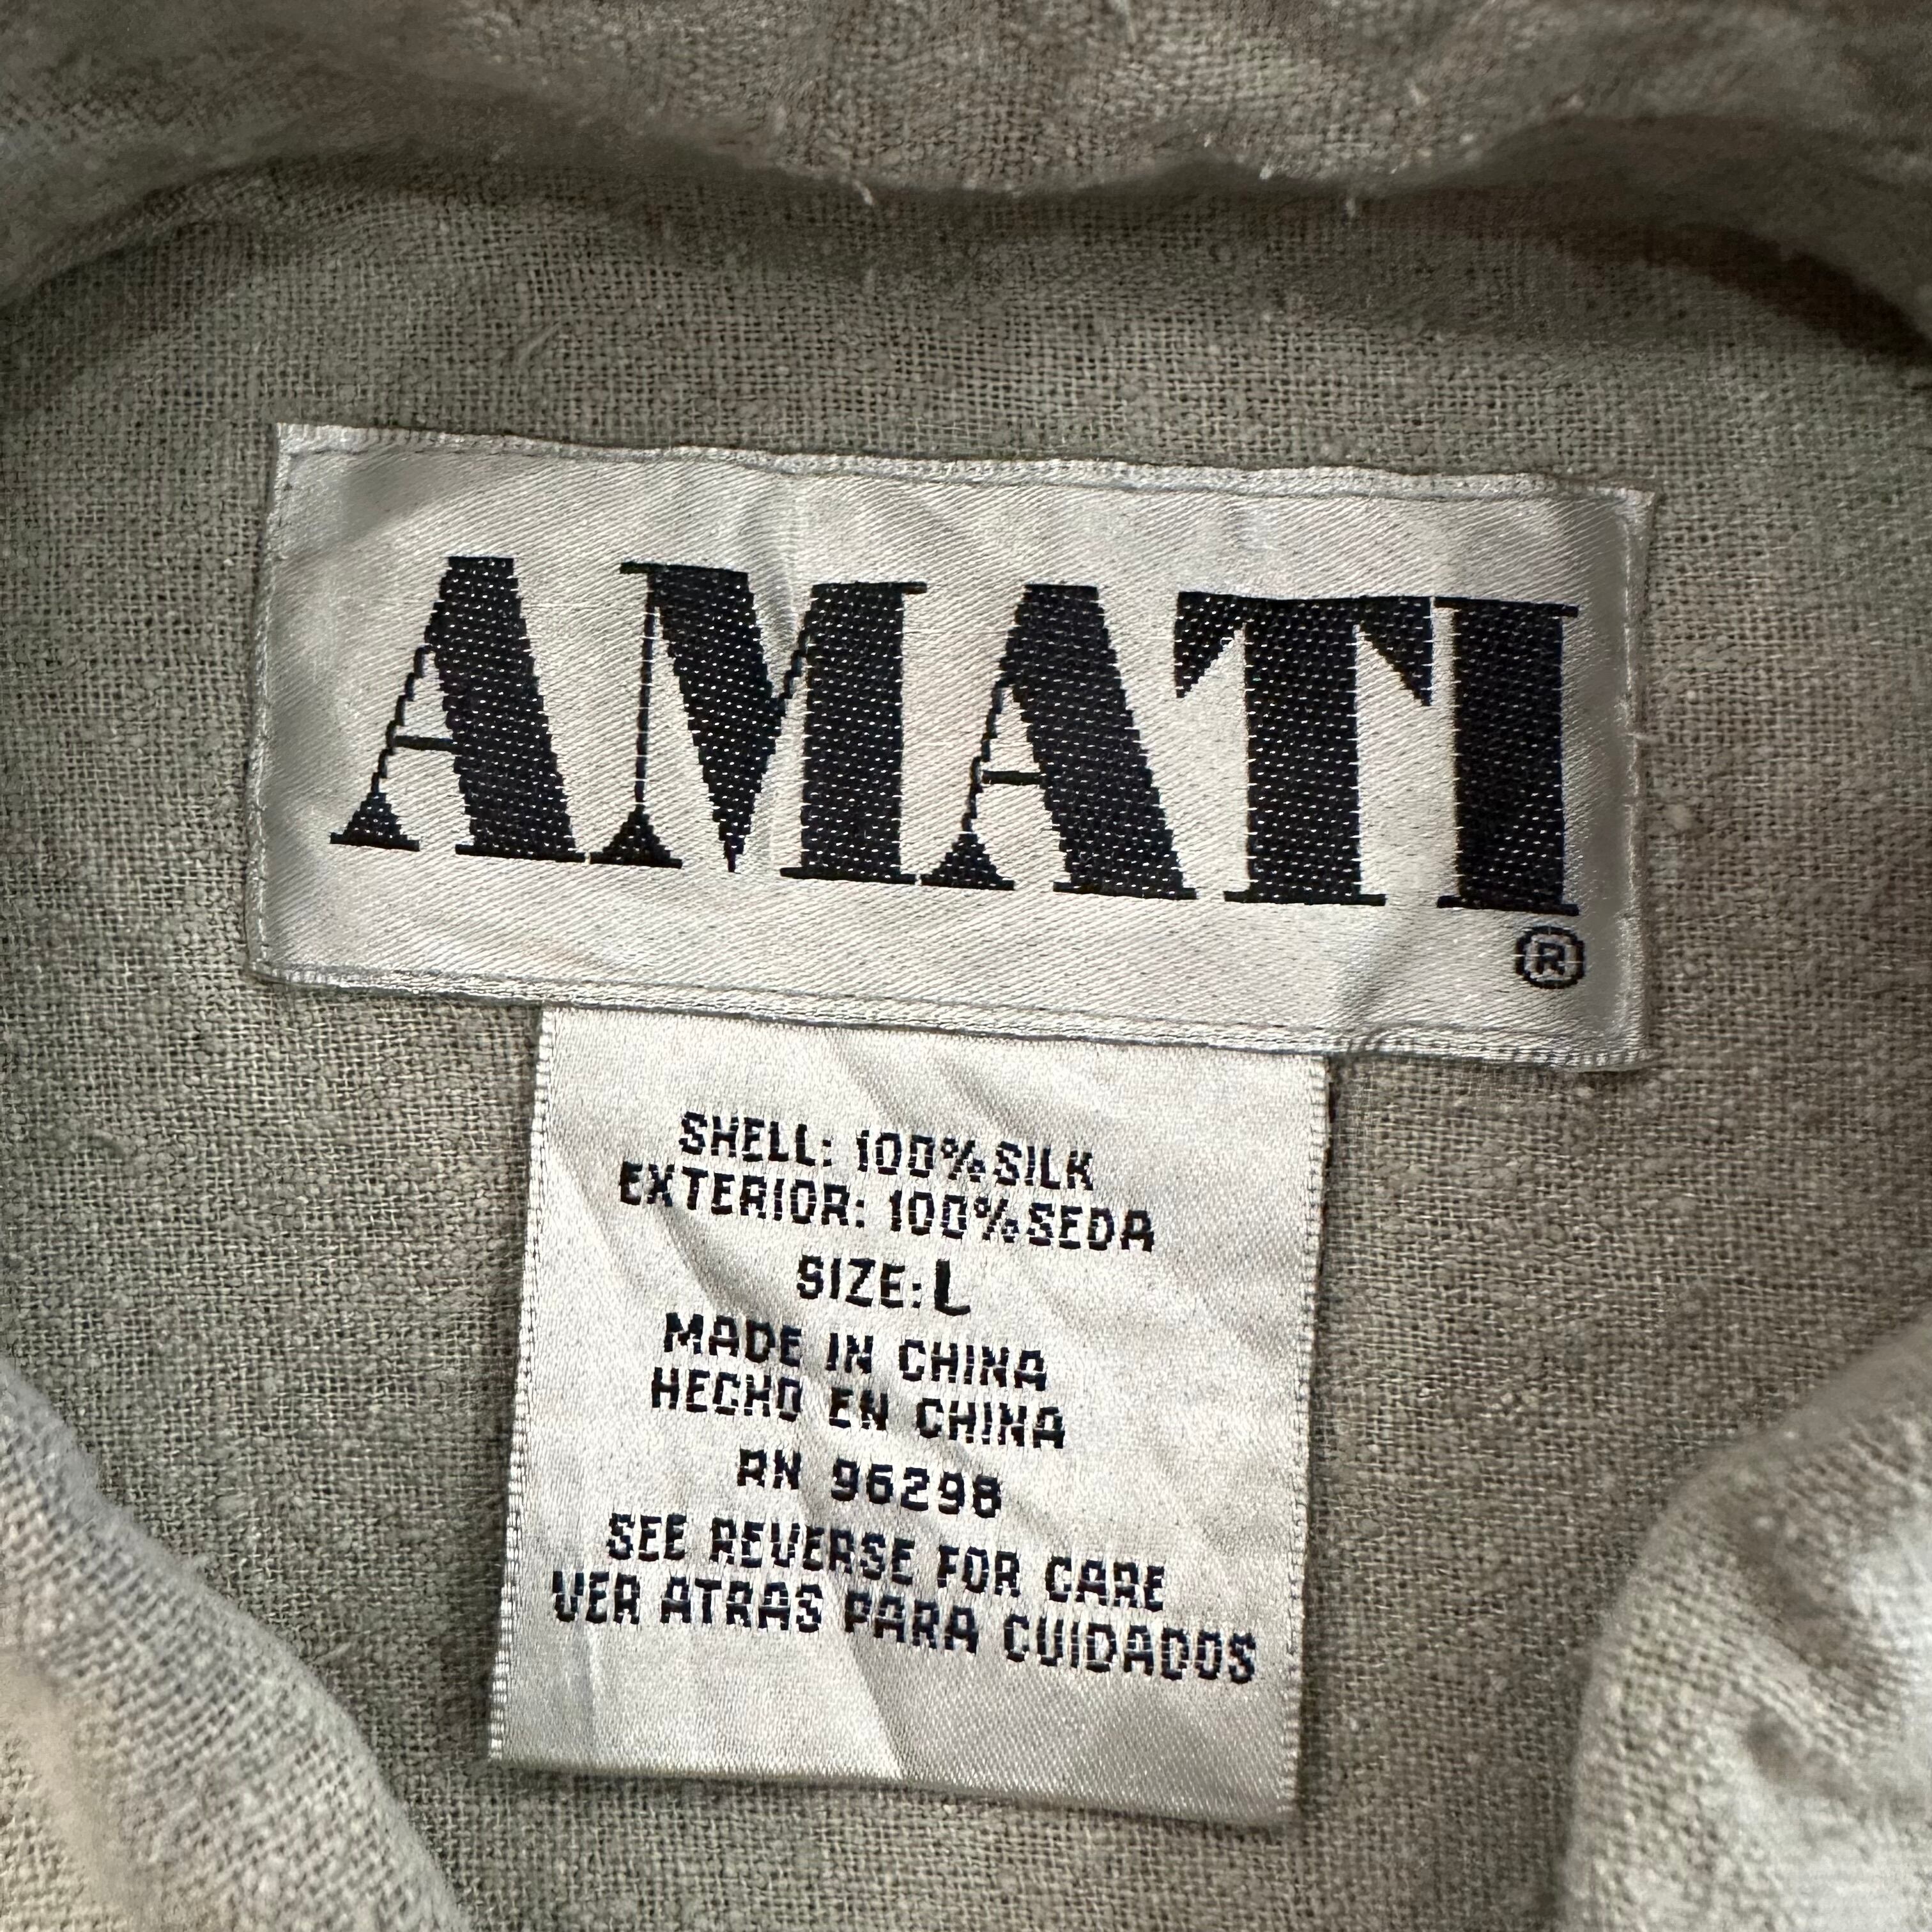 AMATI
®
SHELL: 100% SILK
EXTERIOR: 100% SEDA
SIZE: L
MADE IN CHINA
HECHO EN CHINA
RN 96298
SEE REVERSE FOR CARE
VER ATRAS PARA CUIDADOS